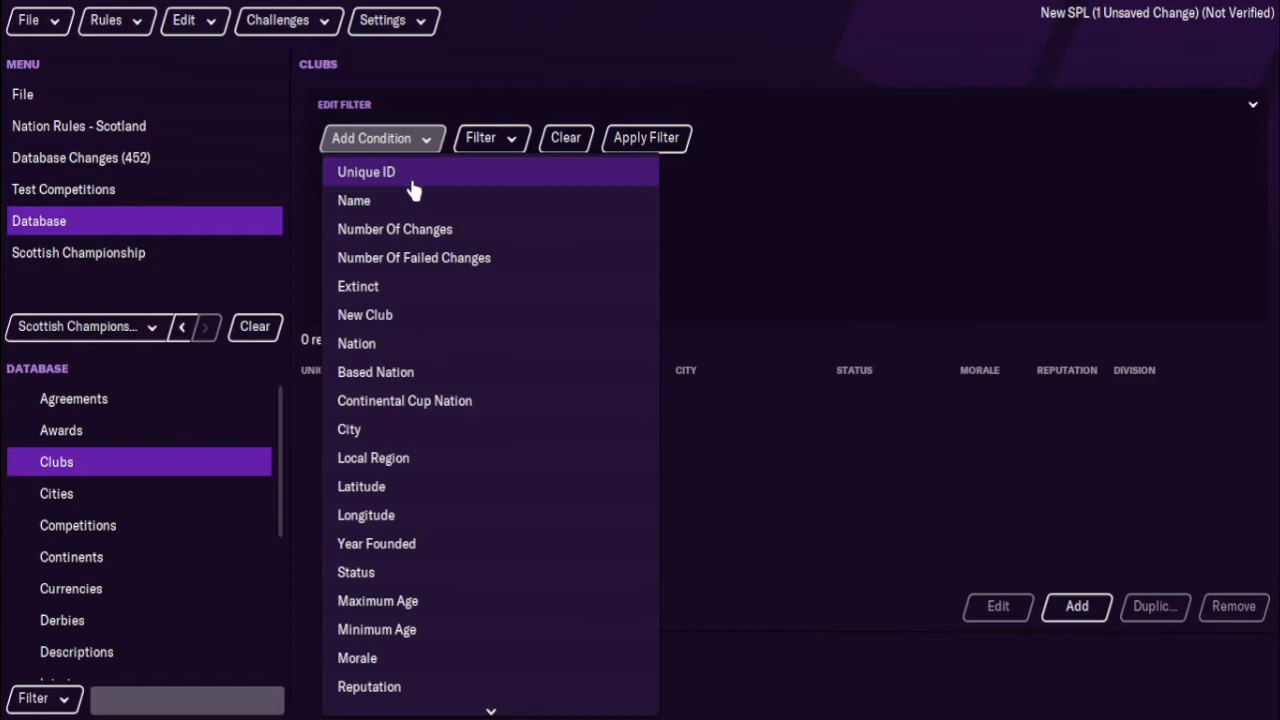 File
Rules
Edit
Challenges
Settings
New SPL (1 Unsaved Change) (Not Verified)
MENU
File
Nation Rules - Scotland
Database Changes (452)
Test Competitions
Database
Scottish Championship
Scottish Champions...
Clear
DATABASE
Agreements
Awards
Clubs
Cities
Competitions
Continents
Currencies
Derbies
Descriptions
Filter
CLUBS
EDIT FILTER
Add Condition
Filter
Clear
Apply Filter
Unique ID
Name
Number Of Changes
Number Of Failed Changes
Extinct
New Club
Nation
Based Nation
Continental Cup Nation
City
Local Region
Latitude
Longitude
Year Founded
Status
Maximum Age
Minimum Age
Morale
Reputation
0 re
UNIC
CITY
STATUS
MORALE
REPUTATION
DIVISION
Edit
Add
Duplic...
Remove